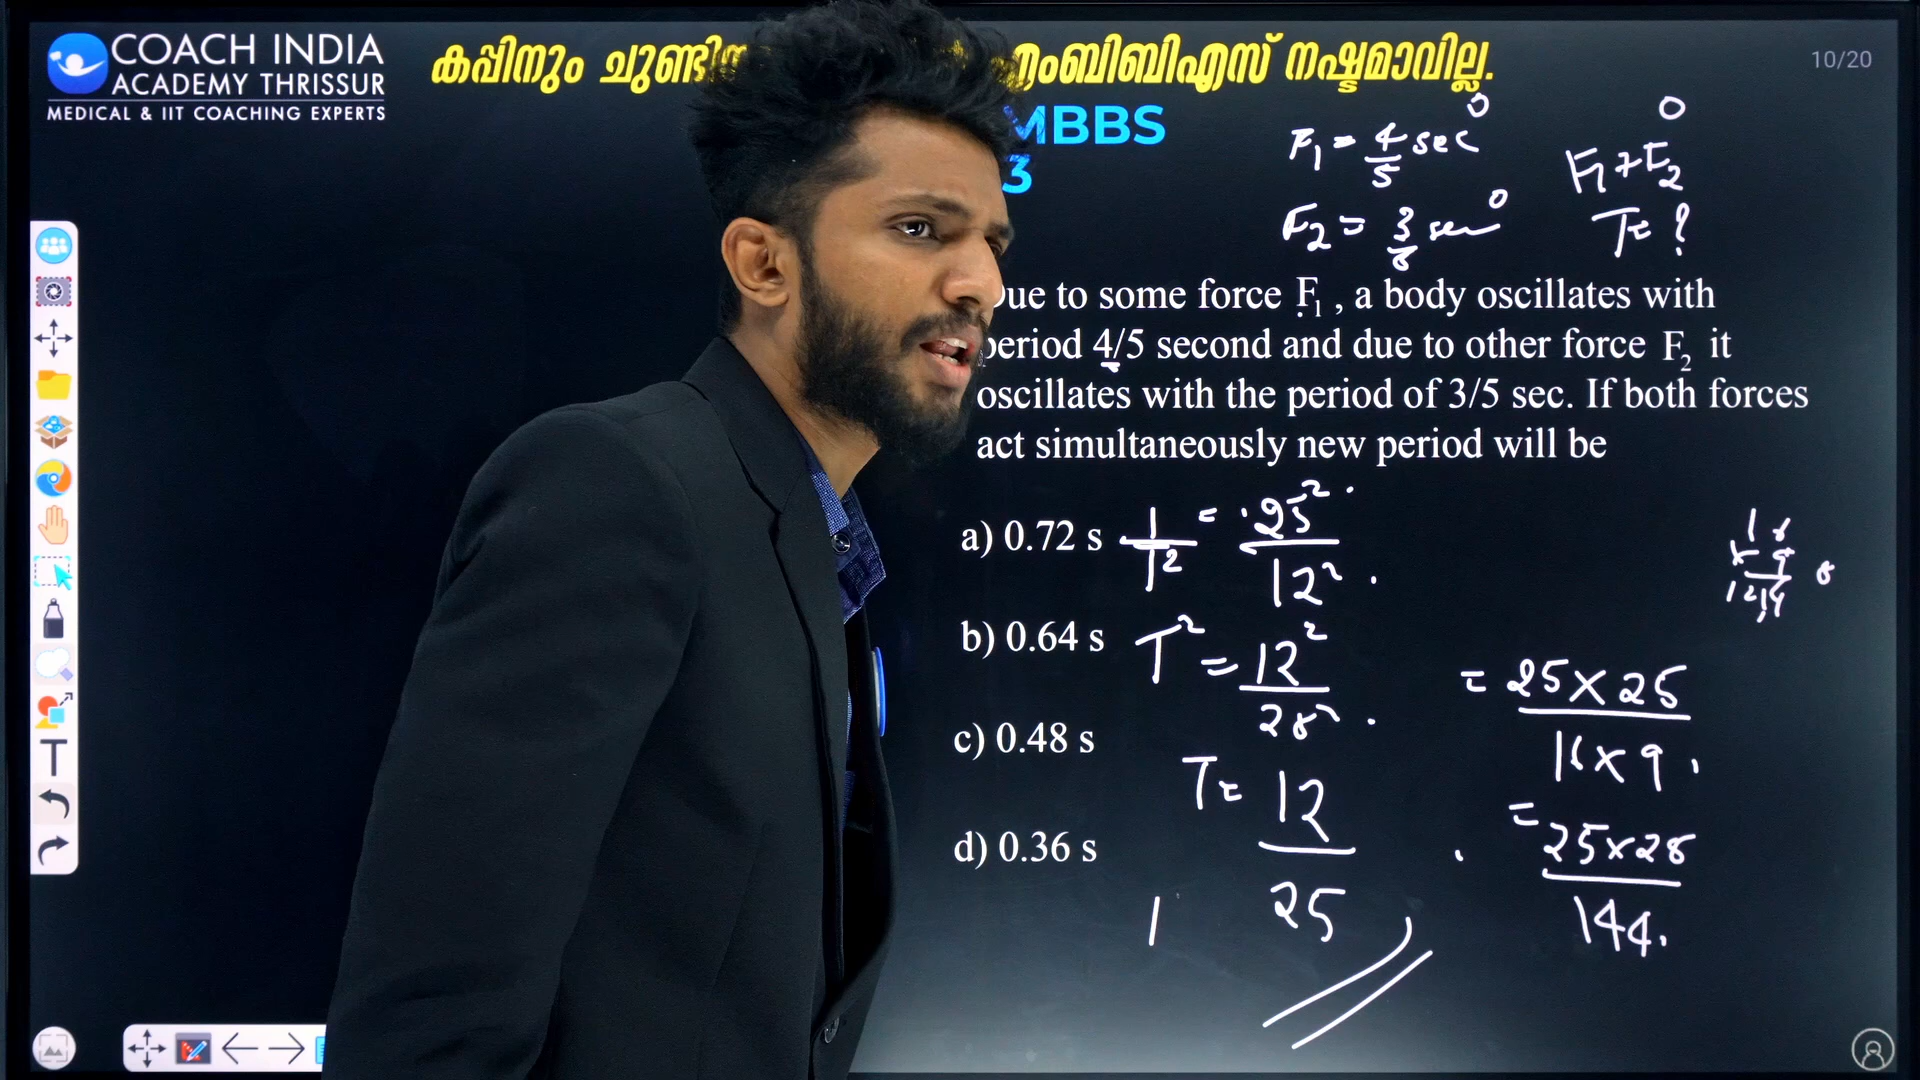 COACH INDIA
ACADEMY THRISSUR
MEDICAL & IIT COACHING EXPERTS
കപ്പിനും എംബിബിഎസ് നഷ്ടമാവില്ല.
10/20
MBBS
3
F₁ = 4/5 sec
F₁ + F₂
F₂ = 3/5 sec
T = ?
Due to some force F₁ , a body oscillates with
period 4/5 second and due to other force F₂ it
oscillates with the period of 3/5 sec. If both forces
act simultaneously new period will be
a) 0.72 s
1/T² = 25²/12²
b) 0.64 s
T² = 12²/25²
= 25×25/16×9
c) 0.48 s
T = 12/25
= 25×25/144
d) 0.36 s
1
T